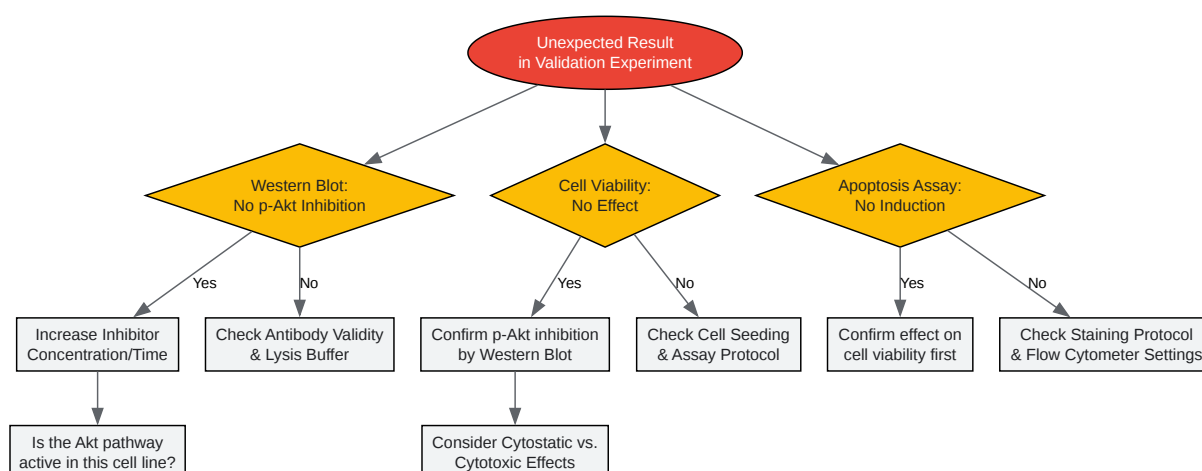 Unexpected Result
in Validation Experiment
Western Blot:
No p-Akt Inhibition
Cell Viability:
No Effect
Apoptosis Assay:
No Induction
Yes
No
Yes
No
Yes
No
Increase Inhibitor
Concentration/Time
Check Antibody Validity
& Lysis Buffer
Confirm p-Akt inhibition
by Western Blot
Check Cell Seeding
& Assay Protocol
Confirm effect on
cell viability first
Check Staining Protocol
& Flow Cytometer Settings
Is the Akt pathway
active in this cell line?
Consider Cytostatic vs.
Cytotoxic Effects